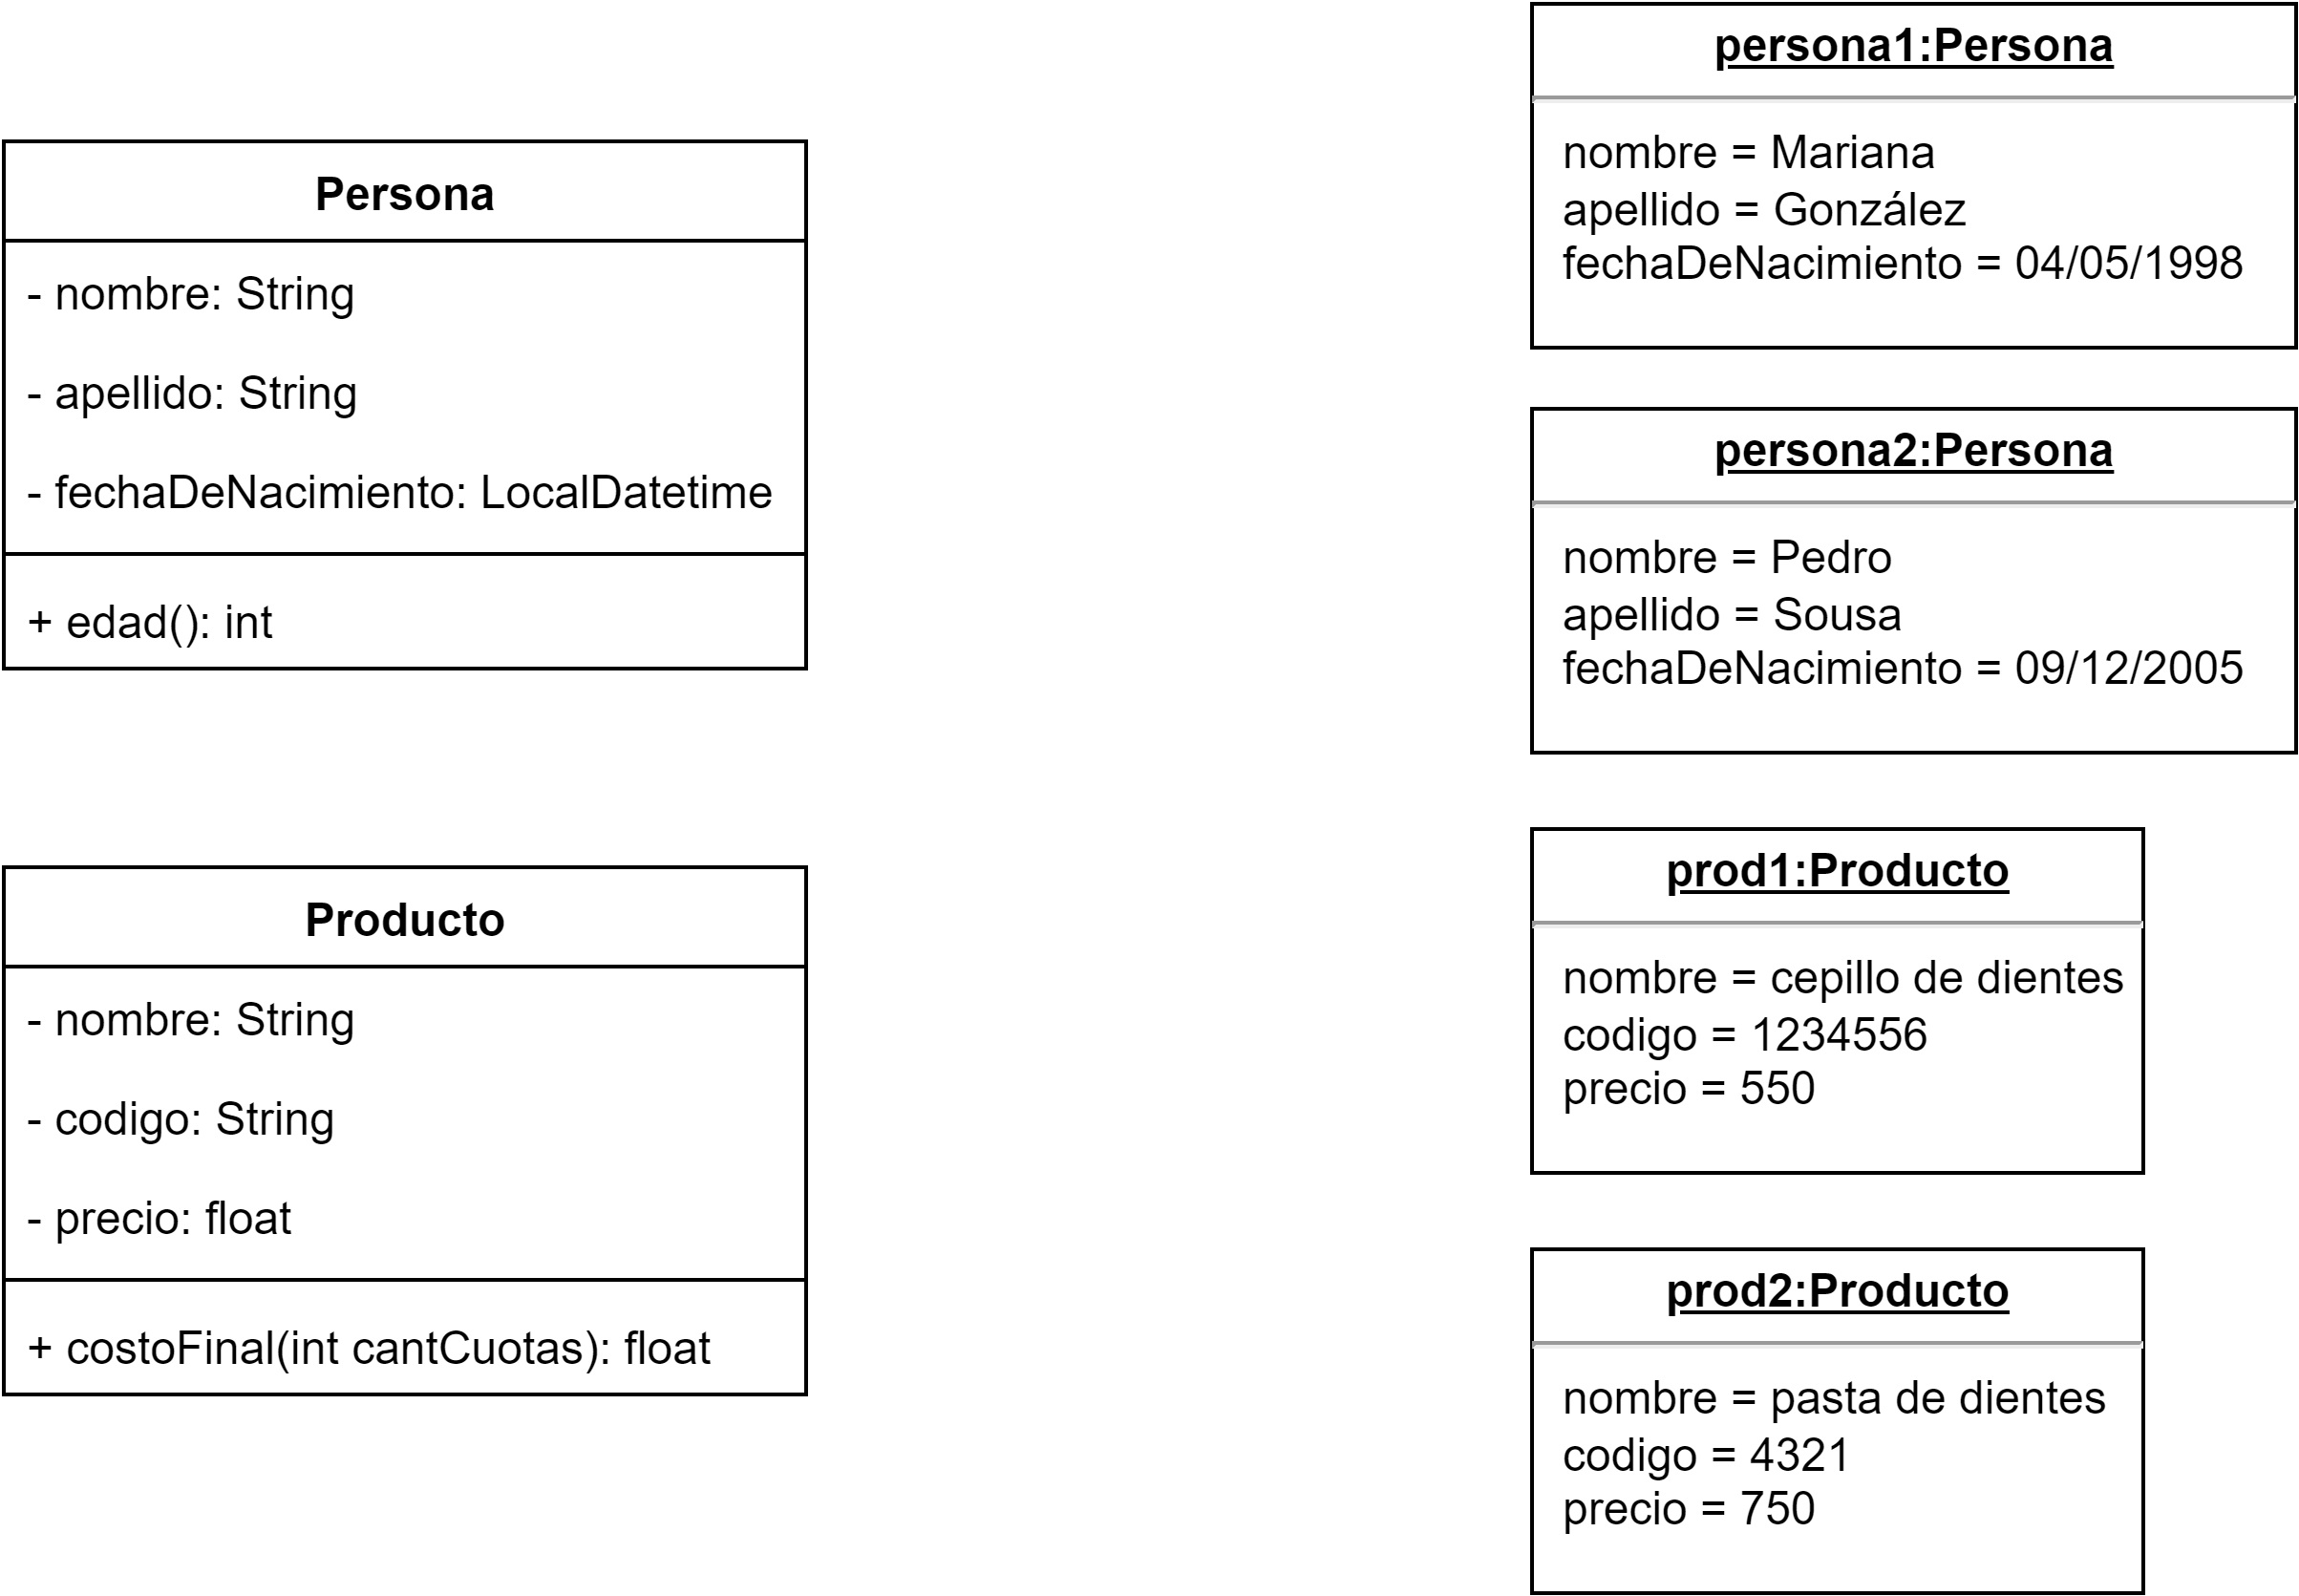 Persona
- nombre: String
- apellido: String
- fechaDeNacimiento: LocalDatetime
+ edad(): int
Producto
- nombre: String
- codigo: String
- precio: float
+ costoFinal(int cantCuotas): float
persona1:Persona
nombre = Mariana
apellido = González
fechaDeNacimiento = 04/05/1998
persona2:Persona
nombre = Pedro
apellido = Sousa
fechaDeNacimiento = 09/12/2005
prod1:Producto
nombre = cepillo de dientes
codigo = 1234556
precio = 550
prod2:Producto
nombre = pasta de dientes
codigo = 4321
precio = 750